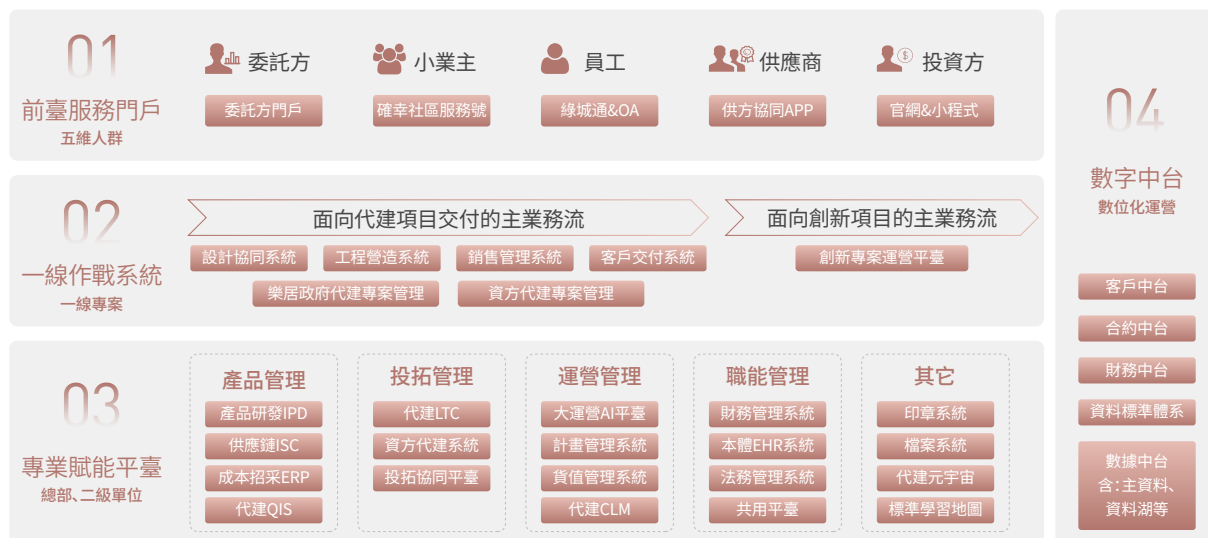 01
前臺服務門戶
五維人群
委託方
小業主
員工
供應商
投資方
委託方門戶
確幸社區服務號
綠城通&OA
供方協同APP
官網&小程式
02
一線作戰系統
一線專案
面向代建項目交付的主業務流
面向創新項目的主業務流
設計協同系統
工程營造系統
銷售管理系統
客戶交付系統
創新專案運營平臺
樂居政府代建專案管理
資方代建專案管理
03
專業賦能平臺
總部、二級單位
產品管理
產品研發IPD
供應鏈ISC
成本招采ERP
代建QIS
投拓管理
代建LTC
資方代建系統
投拓協同平臺
運營管理
大運營AI平臺
計畫管理系統
貨值管理系統
代建CLM
職能管理
財務管理系統
本體EHR系統
法務管理系統
共用平臺
其它
印章系統
檔案系統
代建元宇宙
標準學習地圖
04
數字中台
數位化運營
客戶中台
合約中台
財務中台
資料標準體系
數據中台
含：主資料、
資料湖等